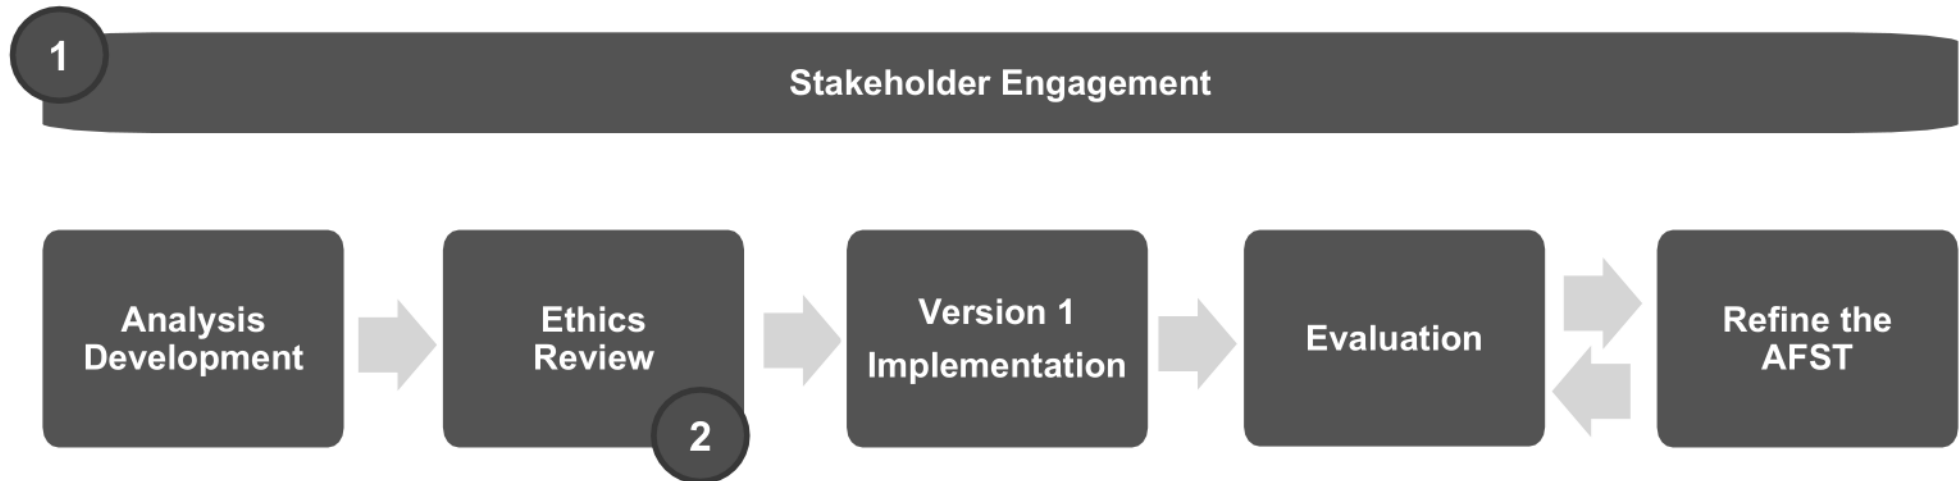 1
Stakeholder Engagement
Analysis
Development
Ethics
Review
2
Version 1
Implementation
Evaluation
Refine the
AFST